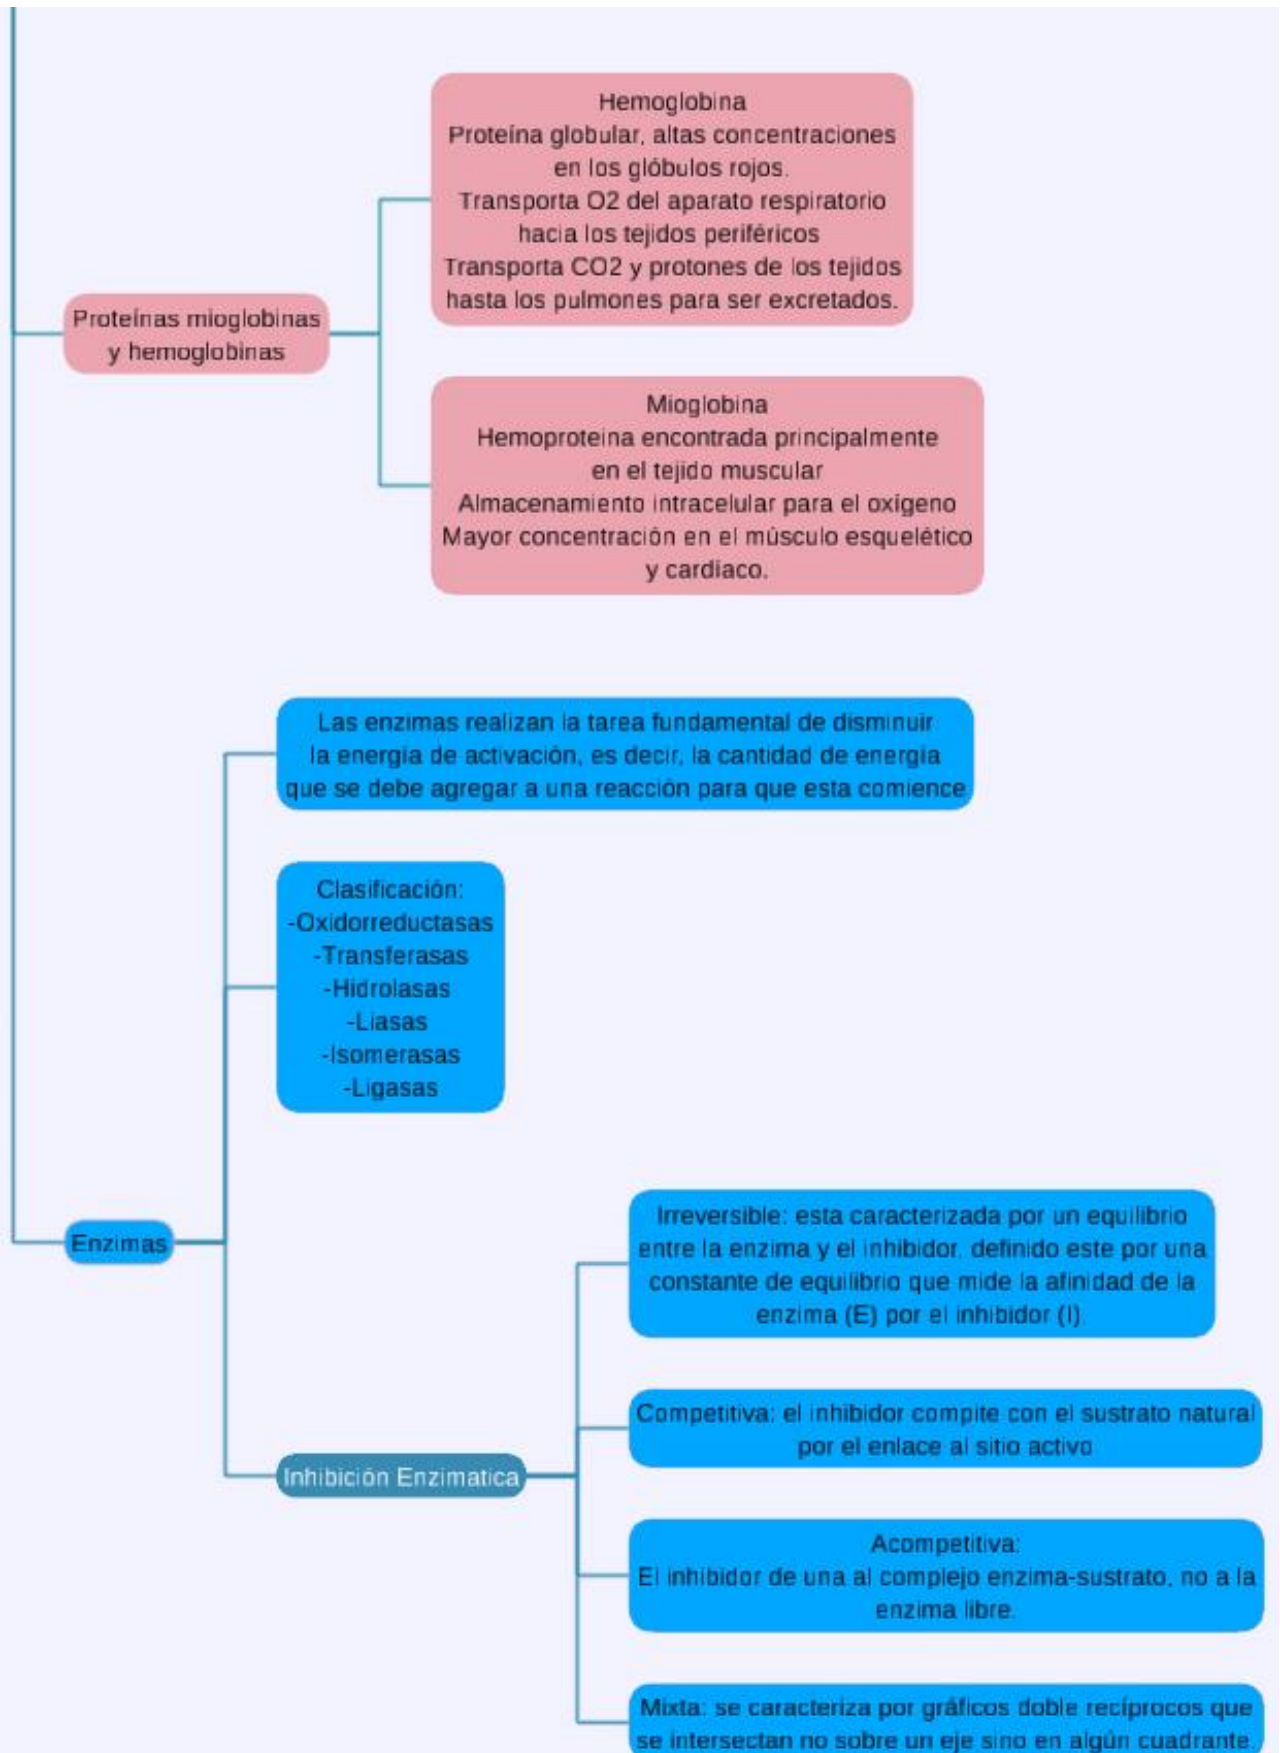 Hemoglobina
Proteína globular, altas concentraciones
en los glóbulos rojos.
Transporta O2 del aparato respiratorio
hacia los tejidos periféricos
Transporta CO2 y protones de los tejidos
hasta los pulmones para ser excretados.
Proteínas mioglobinas
y hemoglobinas
Mioglobina
Hemoproteina encontrada principalmente
en el tejido muscular
Almacenamiento intracelular para el oxígeno
Mayor concentración en el músculo esquelético
y cardiaco.
Las enzimas realizan la tarea fundamental de disminuir
la energía de activación, es decir, la cantidad de energía
que se debe agregar a una reacción para que esta comience
Clasificación:
-Oxidorreductasas
-Transferasas
-Hidrolasas
-Liasas
-Isomerasas
-Ligasas
Enzimas
Inhibición Enzimatica
Irreversible: esta caracterizada por un equilibrio
entre la enzima y el inhibidor, definido este por una
constante de equilibrio que mide la afinidad de la
enzima (E) por el inhibidor (I)
Competitiva: el inhibidor compite con el sustrato natural
por el enlace al sitio activo
Acompetitiva:
El inhibidor de una al complejo enzima-sustrato, no a la
enzima libre.
Mixta: se caracteriza por gráficos doble recíprocos que
se intersectan no sobre un eje sino en algún cuadrante.